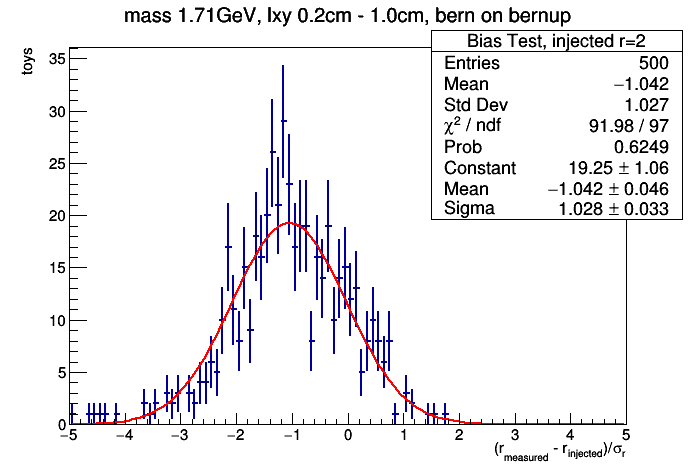 mass 1.71GeV, lxy 0.2cm - 1.0cm, bern on bernup
Bias Test, injected r=2
Entries 500
Mean −1.042
Std Dev 1.027
χ² / ndf 91.98 / 97
Prob 0.6249
Constant 19.25 ± 1.06
Mean −1.042 ± 0.046
Sigma 1.028 ± 0.033
toys
35
30
25
20
15
10
5
0
−5 −4 −3 −2 −1 0 1 2 3 4 5
(r_measured - r_injected)/σ_r